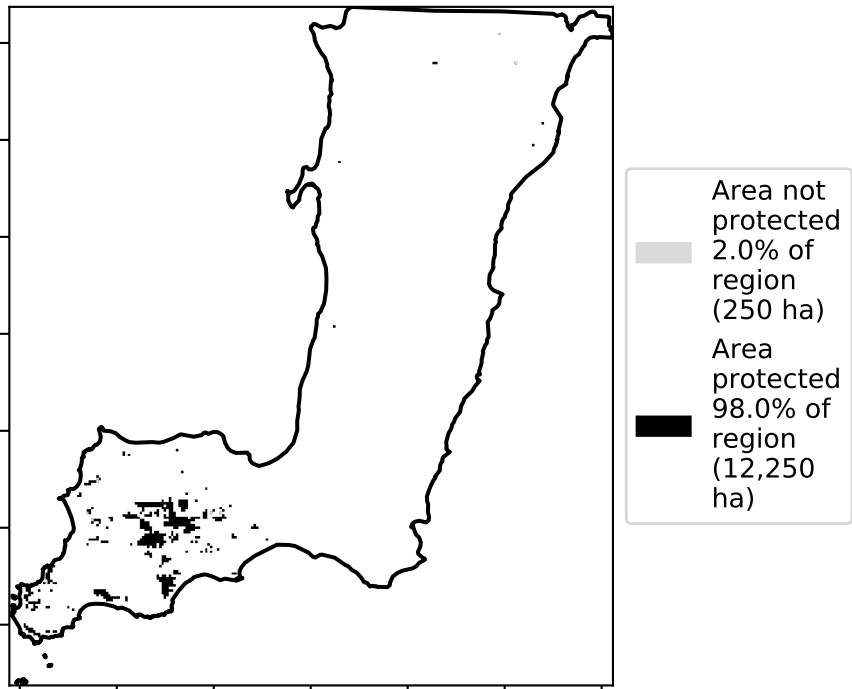 Area not
protected
2.0% of
region
(250 ha)
Area
protected
98.0% of
region
(12,250
ha)